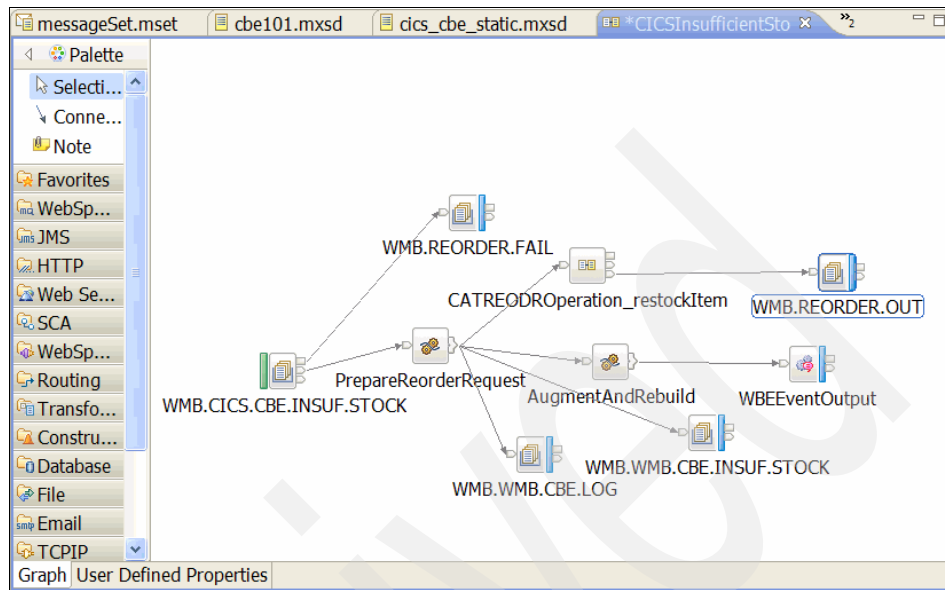 messageSet.mset
cbe101.mxsd
cics_cbe_static.mxsd
*CICSInsufficientSto
»2
Palette
Selecti...
Conne...
Note
Favorites
WebSp...
JMS
HTTP
Web Se...
SCA
WebSp...
Routing
Transfo...
Constru...
Database
File
Email
TCPIP
WMB.REORDER.FAIL
CATREODROperation_restockItem
WMB.REORDER.OUT
PrepareReorderRequest
AugmentAndRebuild
WBEEventOutput
WMB.CICS.CBE.INSUF.STOCK
WMB.WMB.CBE.INSUF.STOCK
WMB.WMB.CBE.LOG
Graph
User Defined Properties